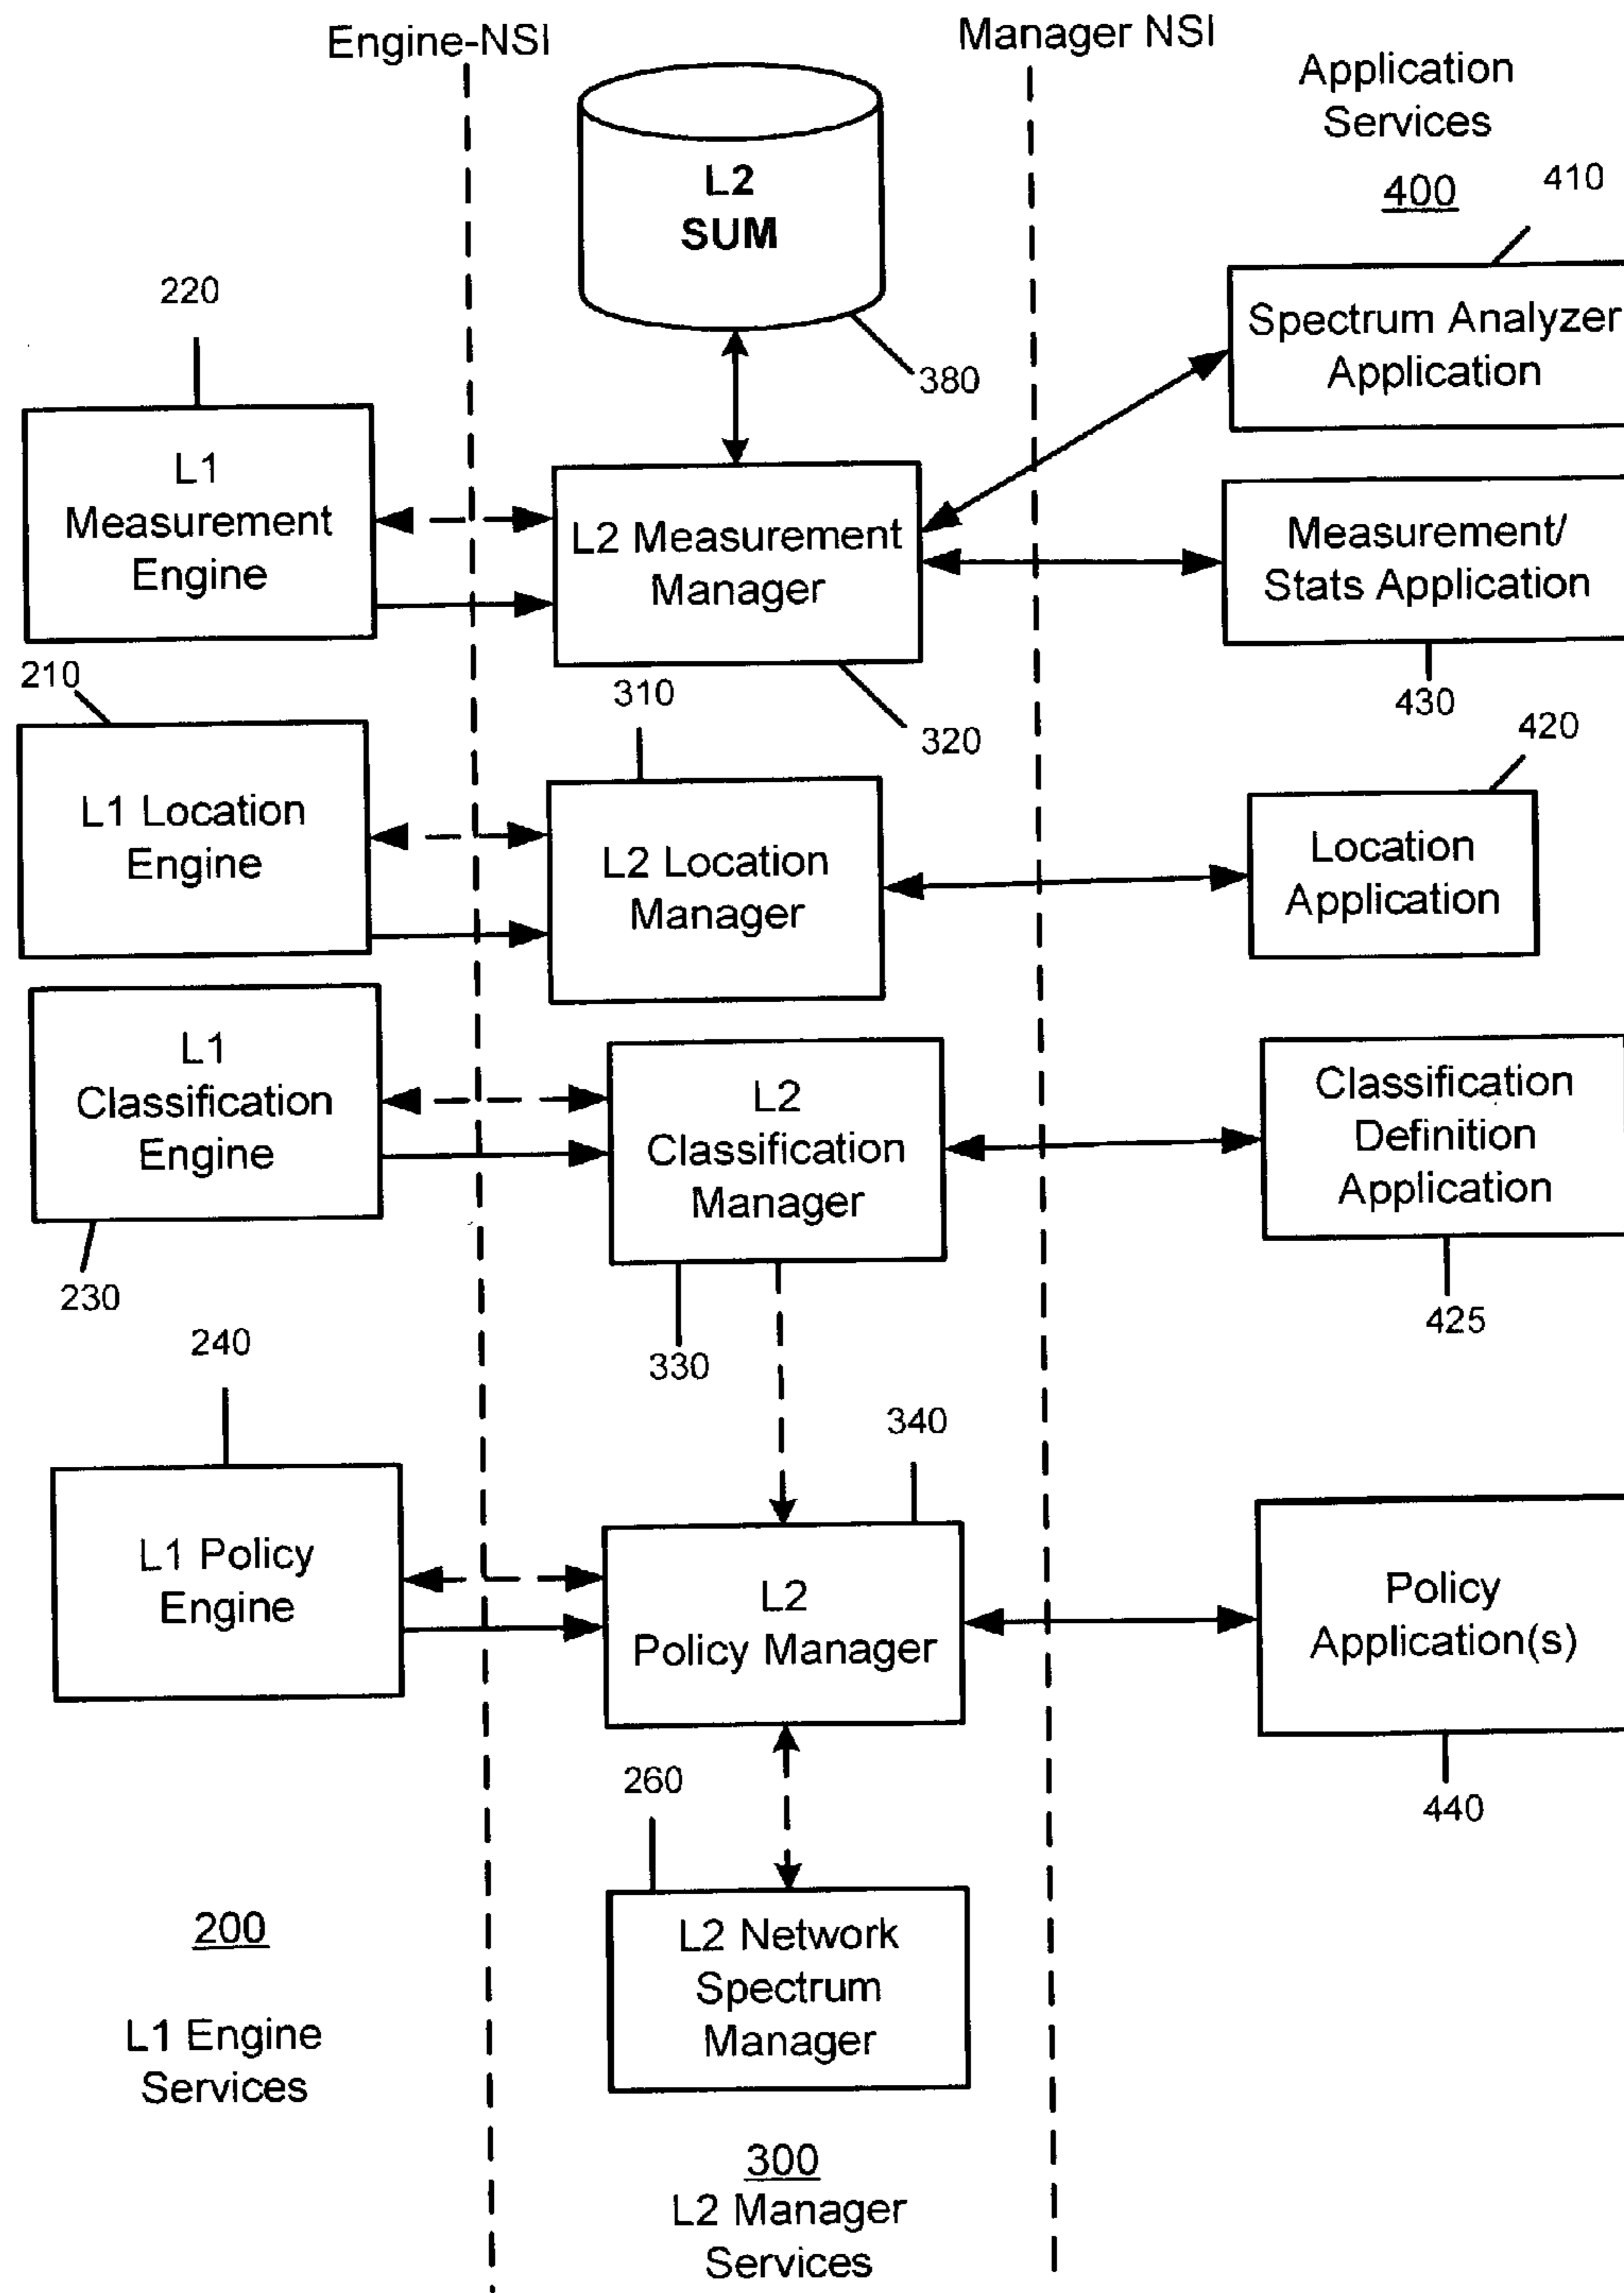 Engine-NSI
Manager NSI
Application
Services
400
410
L2
SUM
380
220
Spectrum Analyzer
Application
L1
Measurement
Engine
L2 Measurement
Manager
320
Measurement/
Stats Application
430
210
310
420
L1 Location
Engine
L2 Location
Manager
Location
Application
L1
Classification
Engine
230
L2
Classification
Manager
330
Classification
Definition
Application
425
240
340
L1 Policy
Engine
L2
Policy Manager
Policy
Application(s)
440
260
L2 Network
Spectrum
Manager
200
L1 Engine
Services
300
L2 Manager
Services